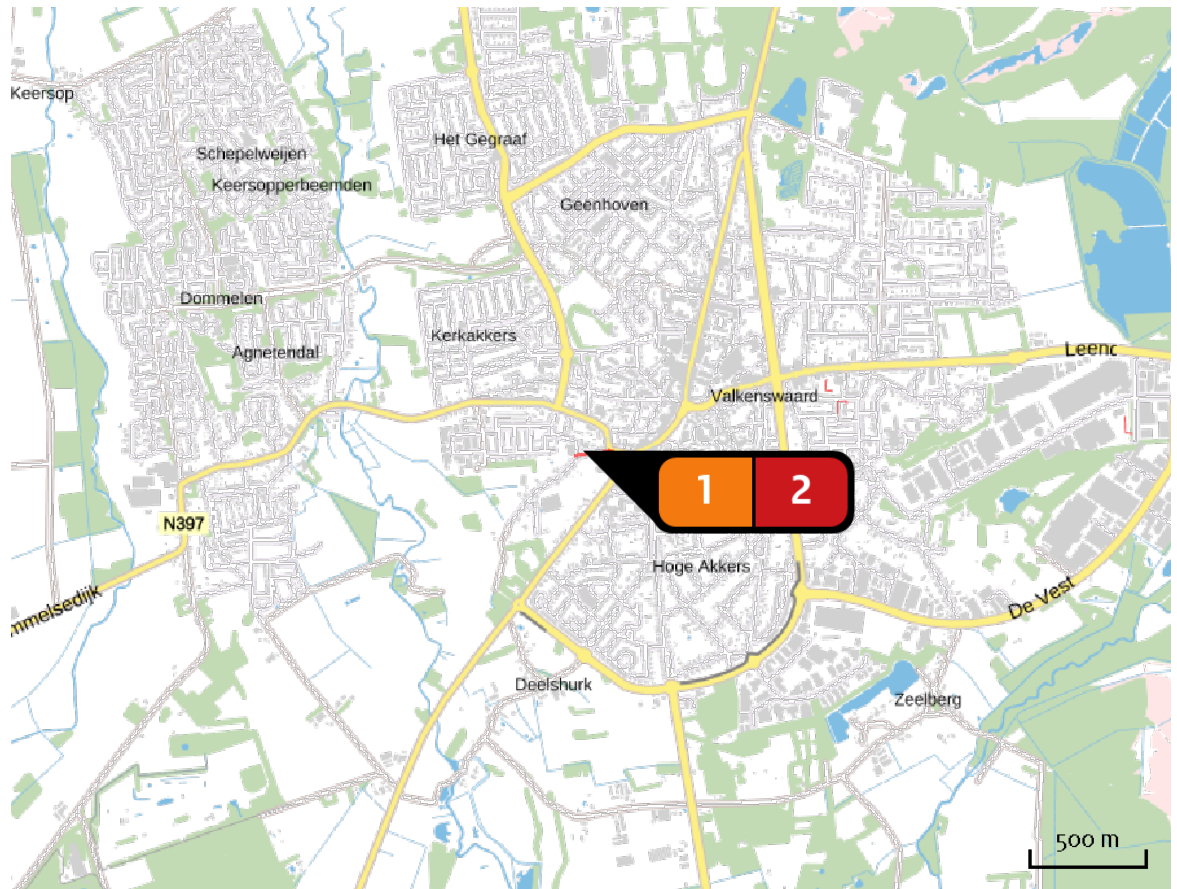 Keersop
Het Gegraaf
Schepelweijen
Keersopperbeemden
Geenhoven
Dommelen
Kerkakkers
Agnetendal
Leenc
Valkenswaard
1 2
N397
Hoge Akkers
mmelsedijk
De Vest
Deelshurk
Zeelberg
500 m